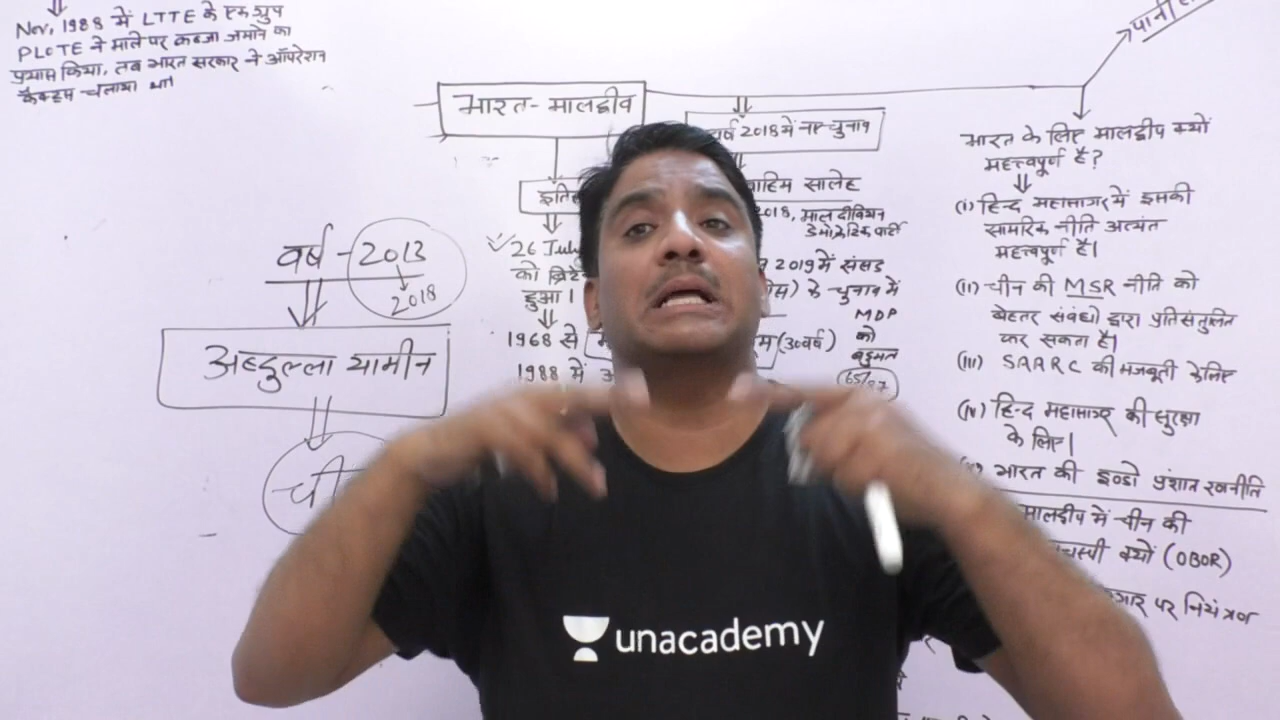 Nov, 1988 में LTTE के एक ग्रुप
PLOTE ने माले पर कब्जा जमाने का
प्रयास किया, तब भारत सरकार ने ऑपरेशन
कैक्टस चलाया था
भारत-मालद्वीव
वर्ष 2018 में नए चुनाव
सालेह
2018, मालदीवियन
डेमोक्रेटिक पार्टी
2019 में संसद
के चुनाव में
MDP
को
बहुमत
65/87
26 July
को
हुआ।
1968 से
(30 वर्ष)
1988 में
वर्ष-2013
2018
अब्दुल्ला यामीन
ची
भारत के लिए मालद्वीप क्यों
महत्त्वपूर्ण है?
(i) हिन्द महासागर में इसकी
सामरिक नीति अत्यंत
महत्त्वपूर्ण है।
(ii) चीन की MSR नीति को
बेहतर संबंधो द्वारा प्रतिसंतुलित
कर सकता है।
(iii) SAARC की मजबूती के लिए
(iv) हिन्द महासागर की सुरक्षा
के लिए।
भारत की इण्डो प्रशांत रणनीति
मालदीप में चीन की
क्यों (OBOR)
पर नियंत्रण
unacademy